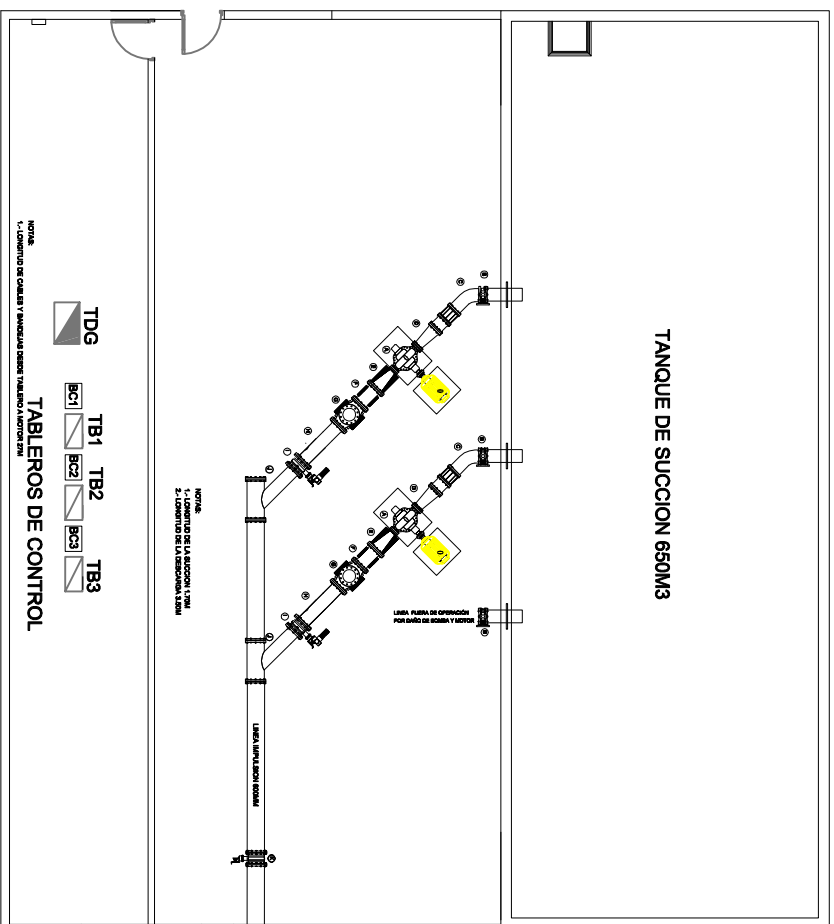 TANQUE DE SUCCION 650M3
LINEA FUERA DE OPERACIÓN
POR DAÑO DE BOMBA Y MOTOR
LINEA IMPULSION 600MM
NOTAS:
1.- LONGITUD DE LA SUCCION 1,70M
2.- LONGITUD DE LA DESCARGA 3,50M
TDG
TB1
TB2
TB3
BC1
BC2
BC3
TABLEROS DE CONTROL
NOTAS:
1.- LONGITUD DE CABLES Y BANDEJAS DESDE TABLERO A MOTOR 27M